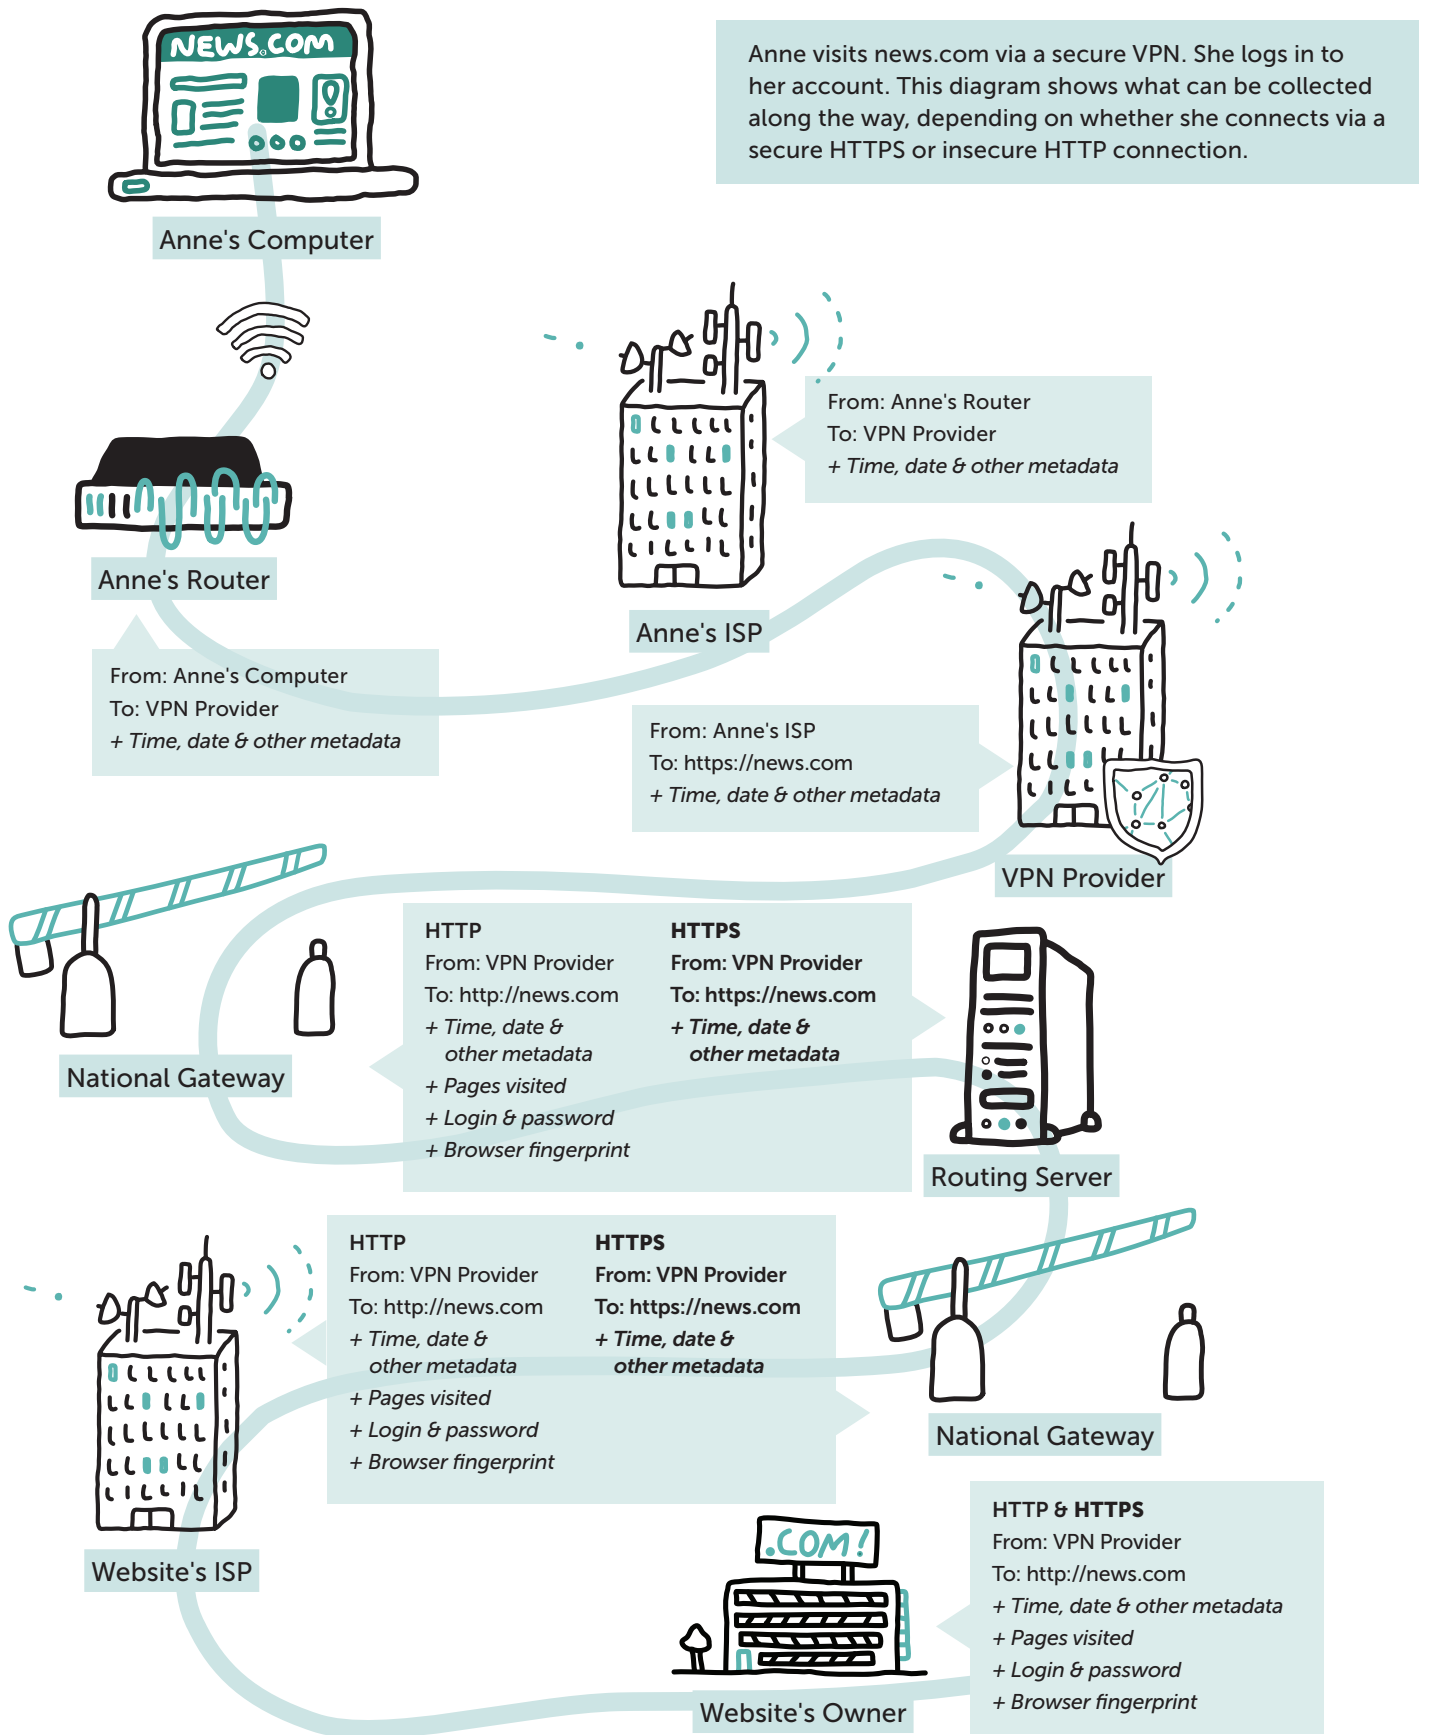 NEWS.COM
Anne visits news.com via a secure VPN. She logs in to
her account. This diagram shows what can be collected
along the way, depending on whether she connects via a
secure HTTPS or insecure HTTP connection.
Anne's Computer
From: Anne's Router
To: VPN Provider
+ Time, date & other metadata
Anne's Router
Anne's ISP
From: Anne's Computer
To: VPN Provider
+ Time, date & other metadata
From: Anne's ISP
To: https://news.com
+ Time, date & other metadata
VPN Provider
HTTP
From: VPN Provider
To: http://news.com
+ Time, date &
other metadata
+ Pages visited
+ Login & password
+ Browser fingerprint
HTTPS
From: VPN Provider
To: https://news.com
+ Time, date &
other metadata
National Gateway
Routing Server
HTTP
From: VPN Provider
To: http://news.com
+ Time, date &
other metadata
+ Pages visited
+ Login & password
+ Browser fingerprint
HTTPS
From: VPN Provider
To: https://news.com
+ Time, date &
other metadata
National Gateway
Website's ISP
.COM!
HTTP & HTTPS
From: VPN Provider
To: http://news.com
+ Time, date & other metadata
+ Pages visited
+ Login & password
+ Browser fingerprint
Website's Owner